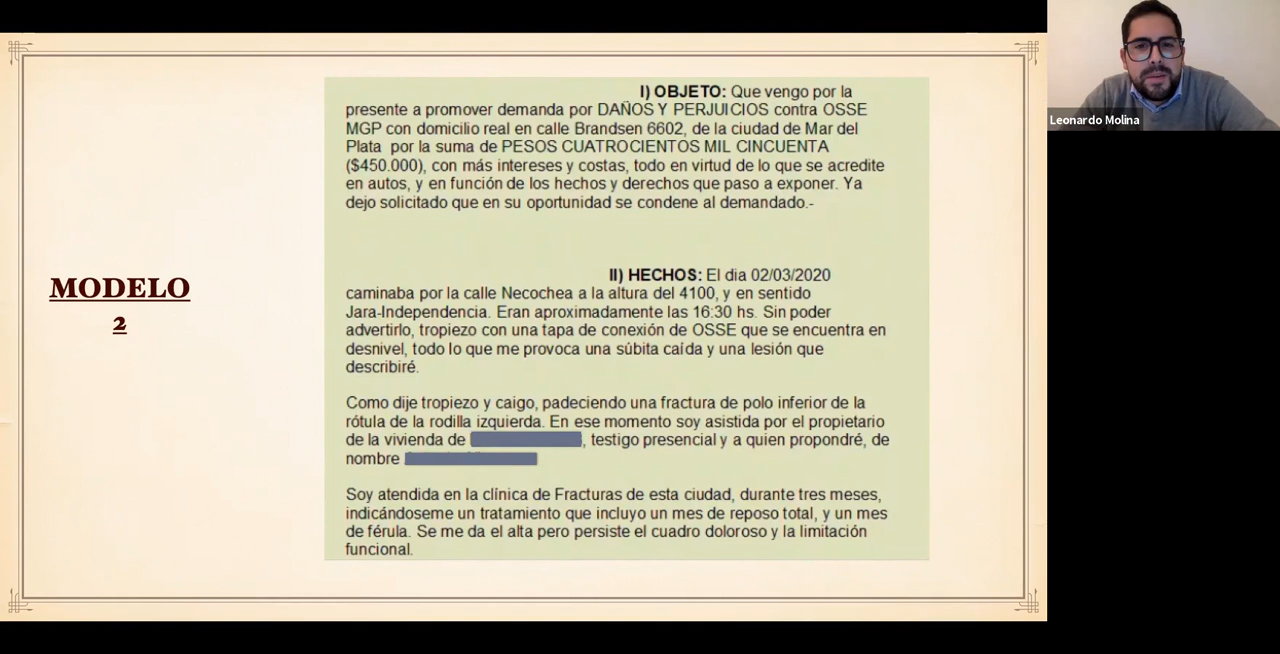 MODELO
2
I) OBJETO: Que vengo por la
presente a promover demanda por DAÑOS Y PERJUICIOS contra OSSE
MGP con domicilio real en calle Brandsen 6602, de la ciudad de Mar del
Plata por la suma de PESOS CUATROCIENTOS MIL CINCUENTA
($450.000), con más intereses y costas, todo en virtud de lo que se acredite
en autos, y en función de los hechos y derechos que paso a exponer. Ya
dejo solicitado que en su oportunidad se condene al demandado.-
II) HECHOS: El dia 02/03/2020
caminaba por la calle Necochea a la altura del 4100, y en sentido
Jara-Independencia. Eran aproximadamente las 16:30 hs. Sin poder
advertirlo, tropiezo con una tapa de conexión de OSSE que se encuentra en
desnivel, todo lo que me provoca una súbita caída y una lesión que
describiré.
Como dije tropiezo y caigo, padeciendo una fractura de polo inferior de la
rótula de la rodilla izquierda. En ese momento soy asistida por el propietario
de la vivienda de , testigo presencial y a quien propondré, de
nombre
Soy atendida en la clínica de Fracturas de esta ciudad, durante tres meses,
indicándoseme un tratamiento que incluyo un mes de reposo total, y un mes
de férula. Se me da el alta pero persiste el cuadro doloroso y la limitación
funcional.
Leonardo Molina